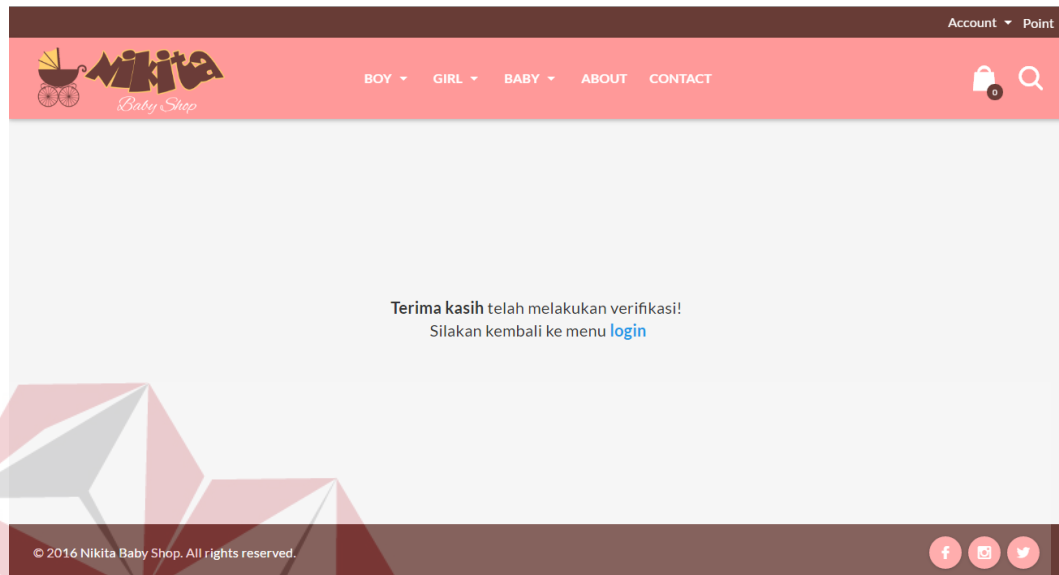 Account Point
Nikita
Baby Shop
BOY GIRL BABY ABOUT CONTACT
0
Terima kasih telah melakukan verifikasi!
Silakan kembali ke menu login
© 2016 Nikita Baby Shop. All rights reserved.